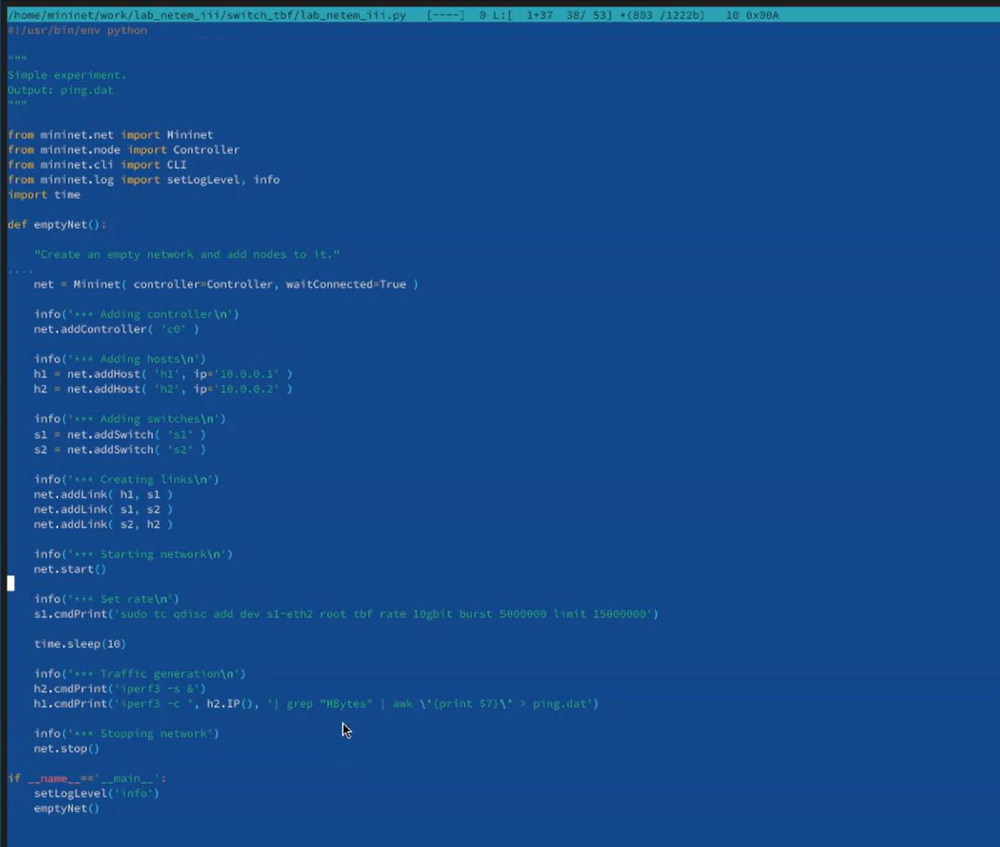 /home/mininet/work/lab_netem_iii/switch_tbf/lab_netem_iii.py   [----]  0 L:[  1+37  38/ 53] *(803 /1222b)   10 0x00A
#!/usr/bin/env python
"""
Simple experiment.
Output: ping.dat
"""
from mininet.net import Mininet
from mininet.node import Controller
from mininet.cli import CLI
from mininet.log import setLogLevel, info
import time
def emptyNet():
    "Create an empty network and add nodes to it."
....
    net = Mininet( controller=Controller, waitConnected=True )
    info('*** Adding controller\n')
    net.addController( 'c0' )
    info('*** Adding hosts\n')
    h1 = net.addHost( 'h1', ip='10.0.0.1' )
    h2 = net.addHost( 'h2', ip='10.0.0.2' )
    info('*** Adding switches\n')
    s1 = net.addSwitch( 's1' )
    s2 = net.addSwitch( 's2' )
    info('*** Creating links\n')
    net.addLink( h1, s1 )
    net.addLink( s1, s2 )
    net.addLink( s2, h2 )
    info('*** Starting network\n')
    net.start()
    info('*** Set rate\n')
    s1.cmdPrint('sudo tc qdisc add dev s1-eth2 root tbf rate 10gbit burst 5000000 limit 15000000')
    time.sleep(10)
    info('*** Traffic generation\n')
    h2.cmdPrint('iperf3 -s &')
    h1.cmdPrint('iperf3 -c ', h2.IP(), '| grep "MBytes" | awk \'{print $7}\' > ping.dat')
    info('*** Stopping network')
    net.stop()
if __name__=='__main__':
    setLogLevel('info')
    emptyNet()